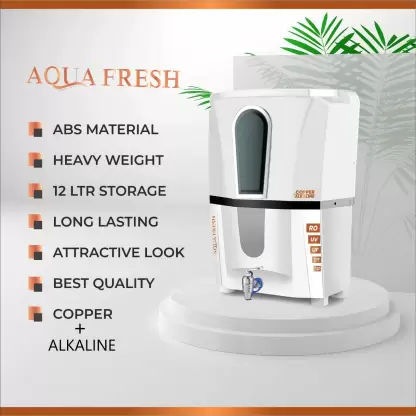 AQUA FRESH
ABS MATERIAL
HEAVY WEIGHT
12 LTR STORAGE
LONG LASTING
ATTRACTIVE LOOK
BEST QUALITY
COPPER
+
ALKALINE
RO
UV
UF